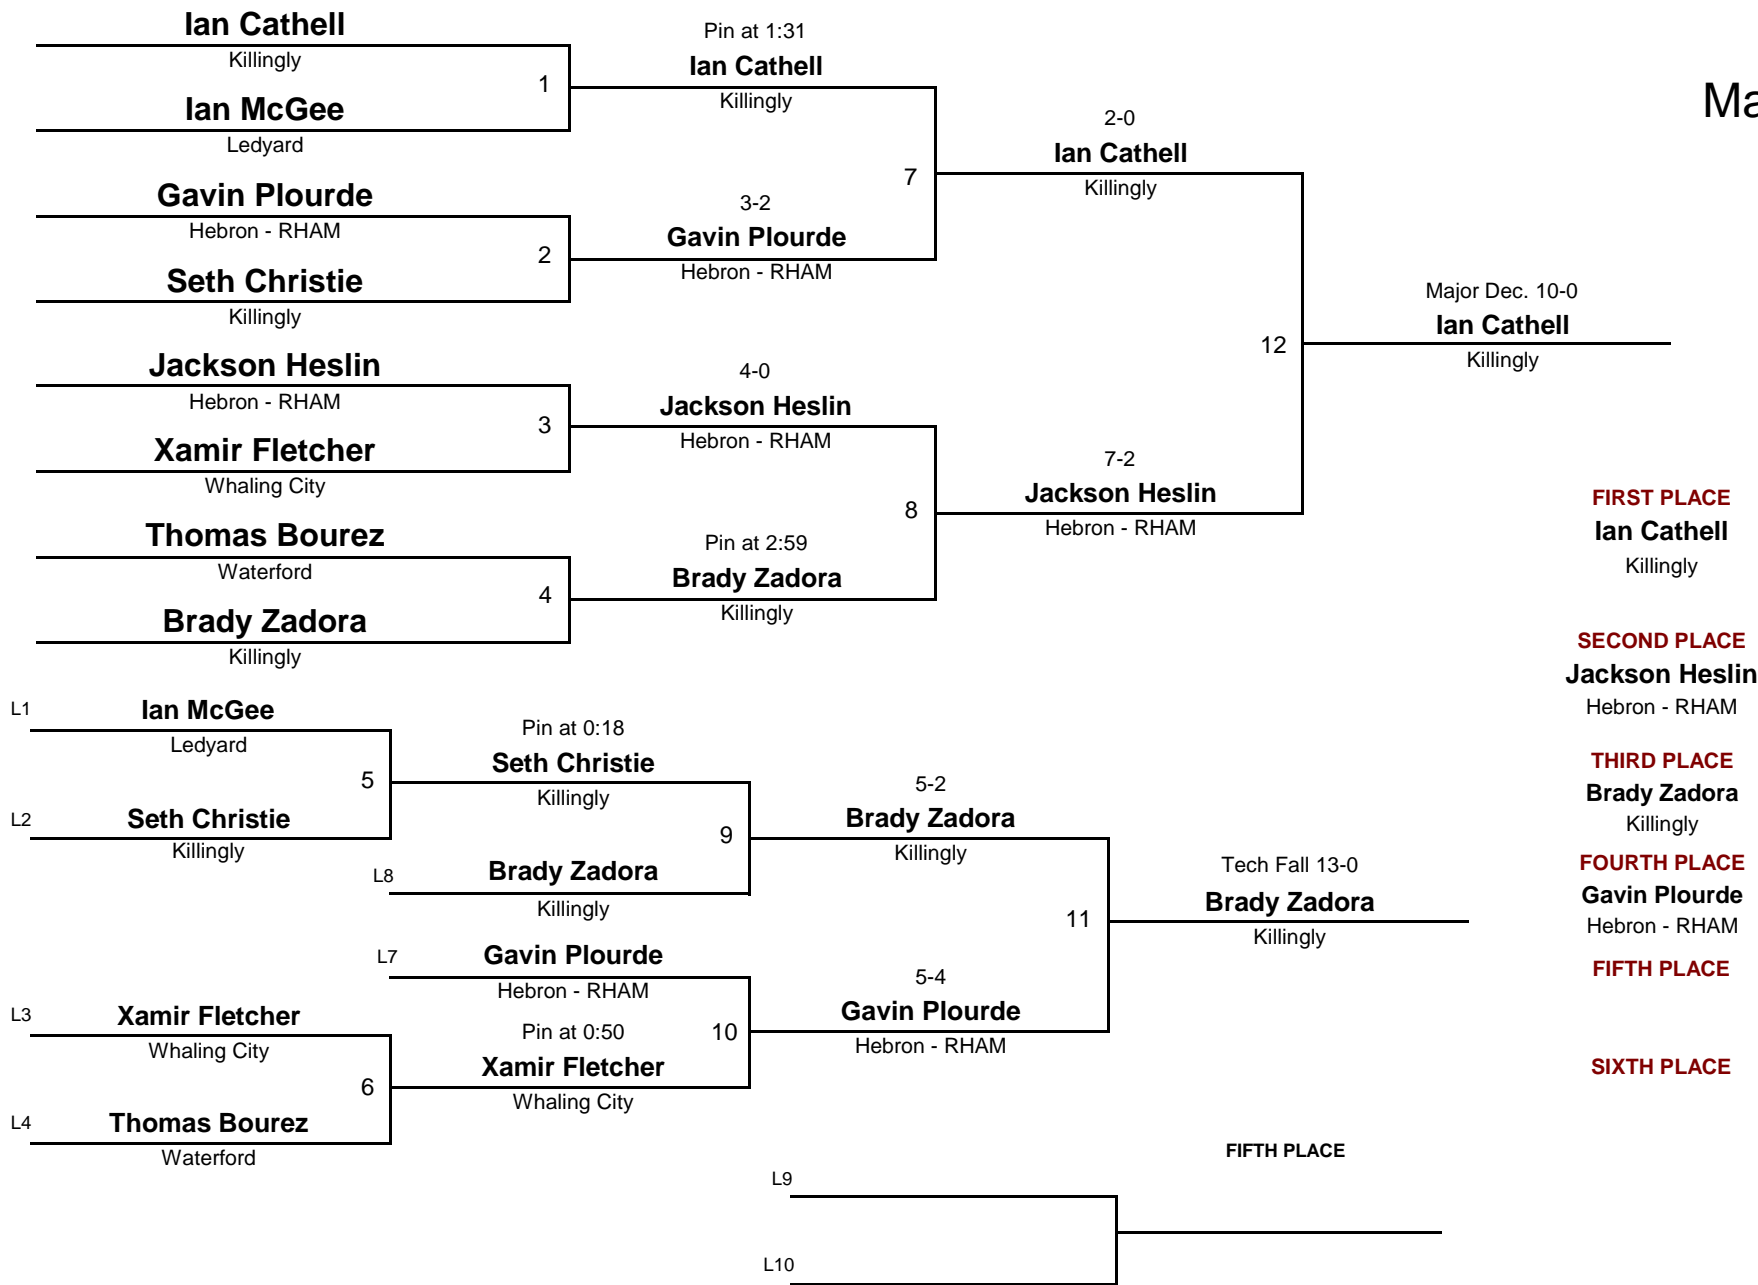 Ian Cathell
Killingly
1
Ian McGee
Ledyard
Gavin Plourde
Hebron - RHAM
2
Seth Christie
Killingly
Jackson Heslin
Hebron - RHAM
3
Xamir Fletcher
Whaling City
Thomas Bourez
Waterford
4
Brady Zadora
Killingly
Pin at 1:31
Ian Cathell
Killingly
7
3-2
Gavin Plourde
Hebron - RHAM
4-0
Jackson Heslin
Hebron - RHAM
8
Pin at 2:59
Brady Zadora
Killingly
2-0
Ian Cathell
Killingly
12
7-2
Jackson Heslin
Hebron - RHAM
Major Dec. 10-0
Ian Cathell
Killingly
Ma
FIRST PLACE
Ian Cathell
Killingly
SECOND PLACE
Jackson Heslin
Hebron - RHAM
THIRD PLACE
Brady Zadora
Killingly
FOURTH PLACE
Gavin Plourde
Hebron - RHAM
FIFTH PLACE
SIXTH PLACE
L1
Ian McGee
Ledyard
5
L2
Seth Christie
Killingly
L3
Xamir Fletcher
Whaling City
6
L4
Thomas Bourez
Waterford
Pin at 0:18
Seth Christie
Killingly
9
L8
Brady Zadora
Killingly
L7
Gavin Plourde
Hebron - RHAM
10
Pin at 0:50
Xamir Fletcher
Whaling City
5-2
Brady Zadora
Killingly
11
5-4
Gavin Plourde
Hebron - RHAM
Tech Fall 13-0
Brady Zadora
Killingly
FIFTH PLACE
L9
L10